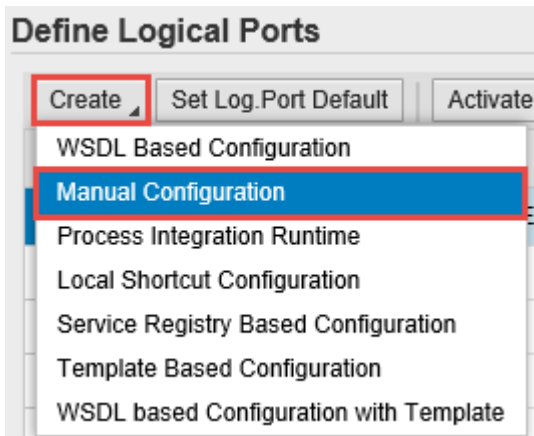 Define Logical Ports
Create Set Log.Port Default Activate
WSDL Based Configuration
Manual Configuration
Process Integration Runtime
Local Shortcut Configuration
Service Registry Based Configuration
Template Based Configuration
WSDL based Configuration with Template